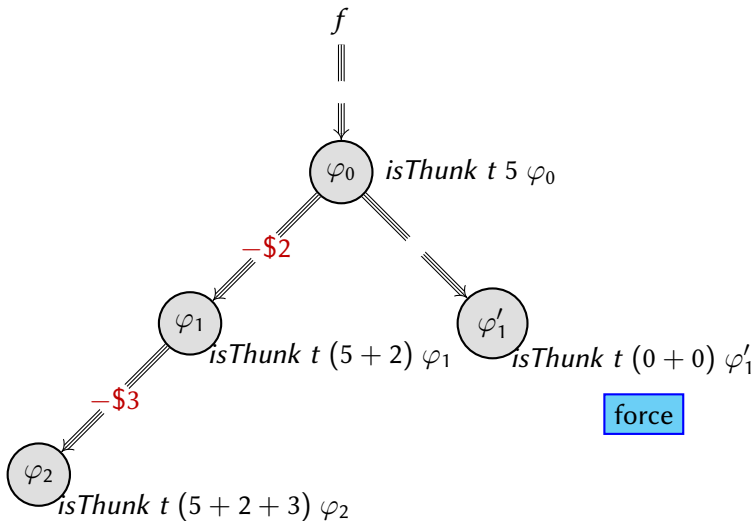 f
φ₀ isThunk t 5 φ₀
−$2
φ₁ φ′₁
isThunk t (5 + 2) φ₁ isThunk t (0 + 0) φ′₁
−$3
force
φ₂
isThunk t (5 + 2 + 3) φ₂